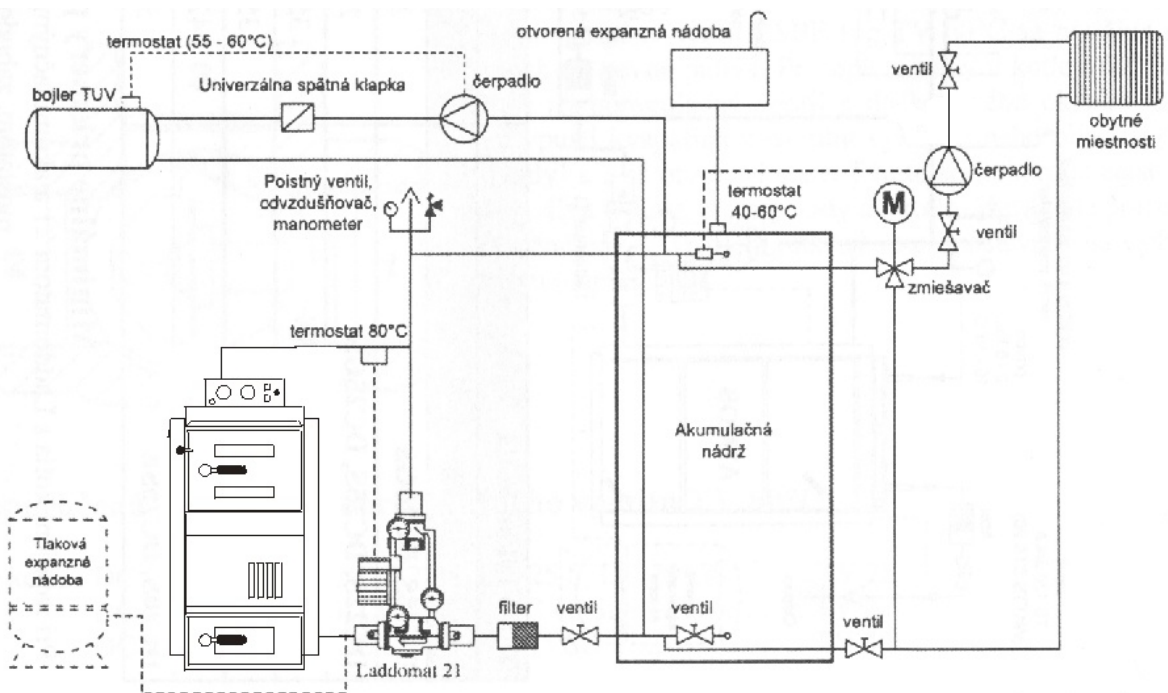 termostat (55 - 60°C)
otvorená expanzná nádoba
ventil
bojler TUV
Univerzálna spätná klapka
čerpadlo
obytné
miestnosti
Poistný ventil,
odvzdušňovač,
manometer
termostat
40-60°C
čerpadlo
M
ventil
zmiešavač
termostat 80°C
Akumulačná
nádrž
Tlaková
expanzná
nádoba
filter
ventil
ventil
ventil
Laddomat 21